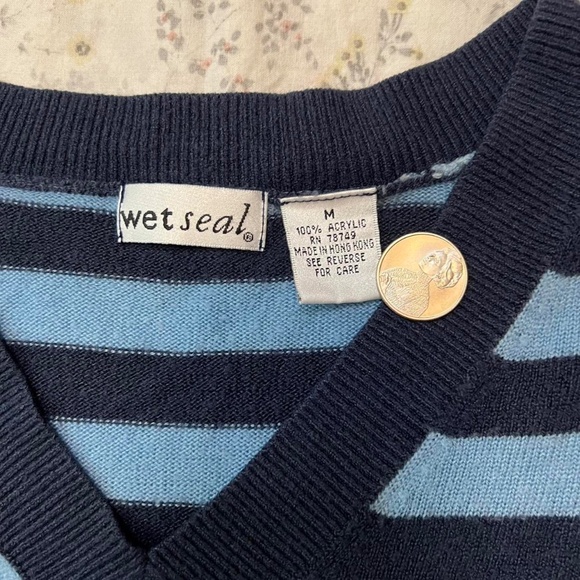 wet seal®
M
100% ACRYLIC
RN 78749
MADE IN HONG KONG
SEE REVERSE
FOR CARE